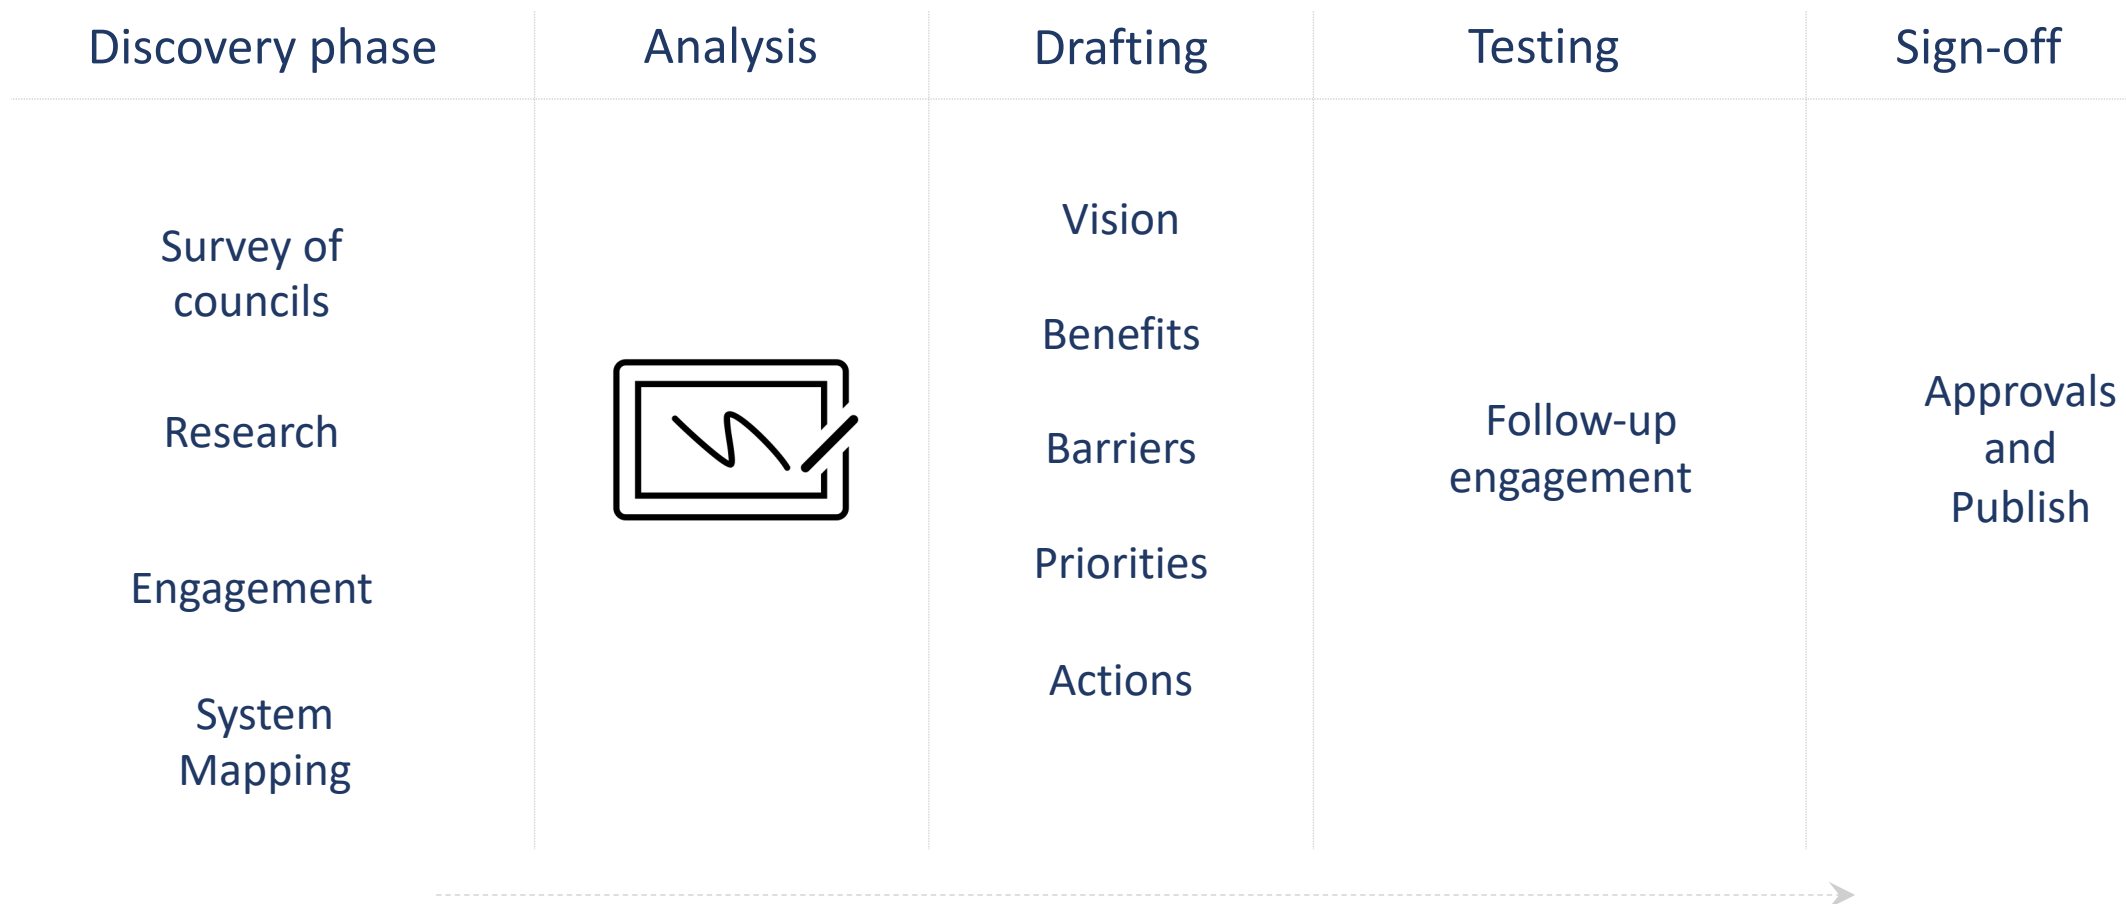 Discovery phase
Analysis
Drafting
Testing
Sign-off
Survey of
councils
Research
Engagement
System
Mapping
Vision
Benefits
Barriers
Priorities
Actions
Follow-up
engagement
Approvals
and
Publish